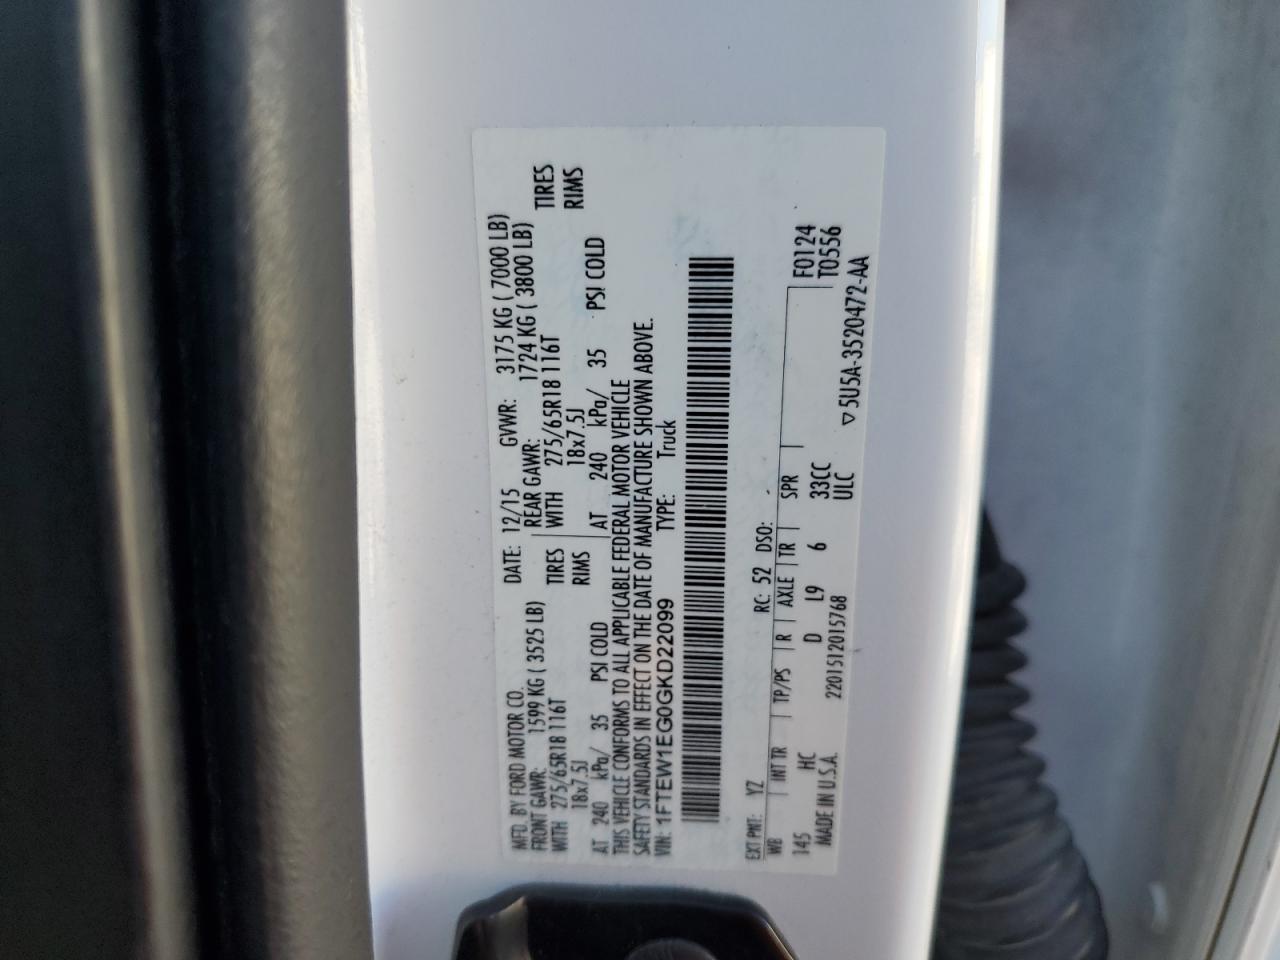 MFD. BY FORD MOTOR CO.
DATE: 12/15 GVWR: 3175 KG ( 7000 LB)
FRONT GAWR: 1599 KG ( 3525 LB) REAR GAWR: 1724 KG ( 3800 LB)
WITH 275/65R18 116T TIRES WITH 275/65R18 116T TIRES
18x7.5J RIMS 18x7.5J RIMS
AT 240 kPa/ 35 PSI COLD AT 240 kPa/ 35 PSI COLD
THIS VEHICLE CONFORMS TO ALL APPLICABLE FEDERAL MOTOR VEHICLE
SAFETY STANDARDS IN EFFECT ON THE DATE OF MANUFACTURE SHOWN ABOVE.
VIN: 1FTEW1EG0GKD22099 TYPE: Truck
EXT PNT: YZ RC: 52 DSO:
WB INT TR TP/PS R AXLE TR SPR F0124
145 HC D L9 6 33CC T0556
MADE IN U.S.A. 2201512015768 ULC
▽ 5U5A-3520472-AA